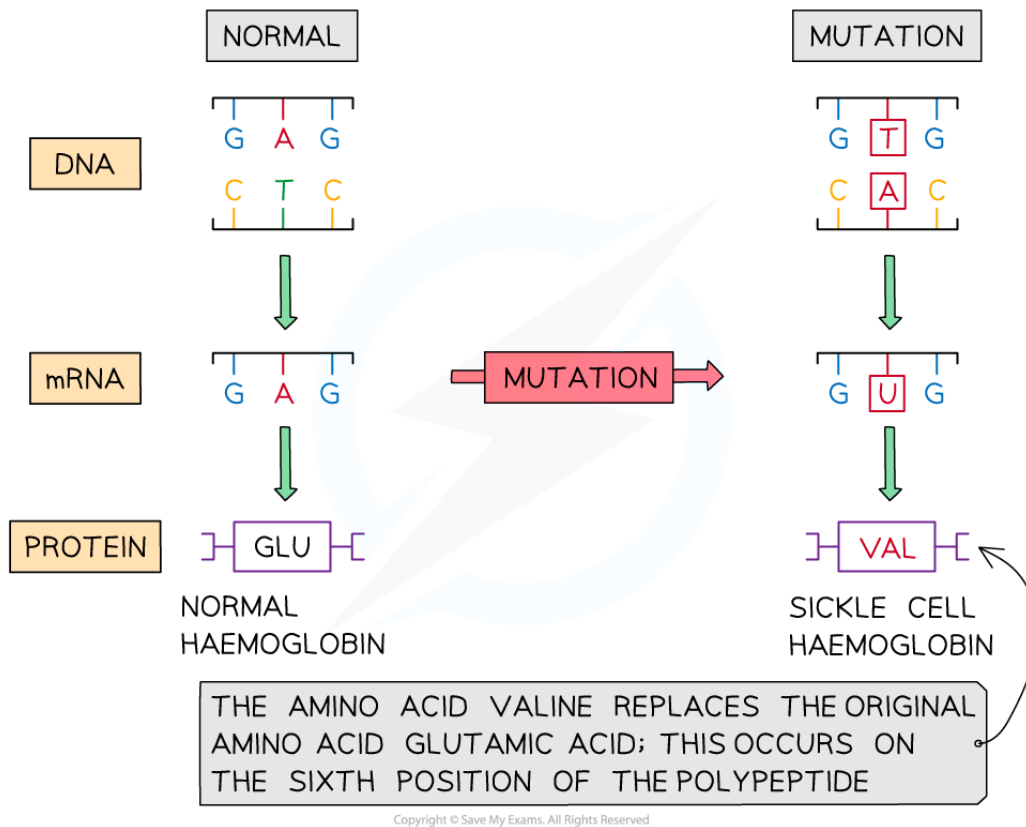 NORMAL
MUTATION
DNA
G A G
C T C
G T G
C A C
mRNA
G A G
MUTATION
G U G
PROTEIN
GLU
VAL
NORMAL
HAEMOGLOBIN
SICKLE CELL
HAEMOGLOBIN
THE AMINO ACID VALINE REPLACES THE ORIGINAL
AMINO ACID GLUTAMIC ACID; THIS OCCURS ON
THE SIXTH POSITION OF THE POLYPEPTIDE
Copyright © Save My Exams. All Rights Reserved